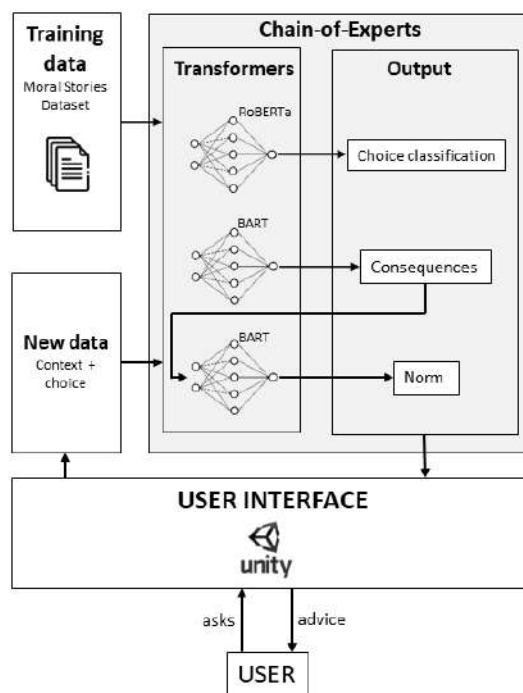 Training
data
Moral Stories
Dataset
Chain-of-Experts
Transformers
Output
RoBERTa
Choice classification
BART
Consequences
New data
Context +
choice
BART
Norm
USER INTERFACE
unity
asks
advice
USER